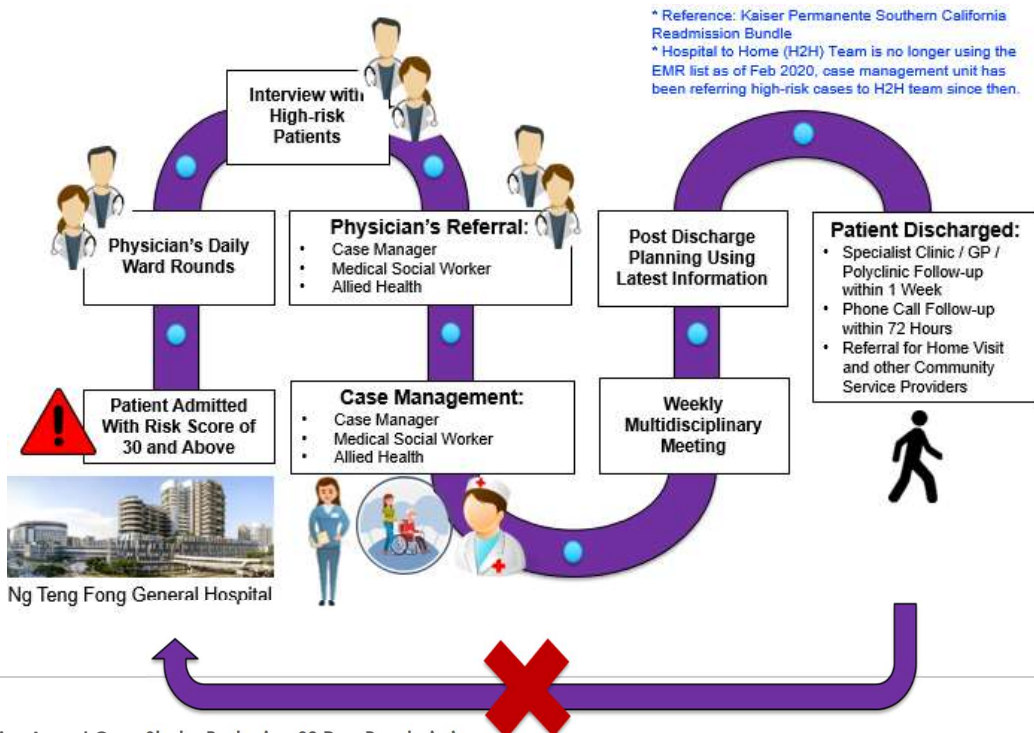 * Reference: Kaiser Permanente Southern California
Readmission Bundle
* Hospital to Home (H2H) Team is no longer using the
EMR list as of Feb 2020, case management unit has
been referring high-risk cases to H2H team since then.
Interview with
High-risk
Patients
Physician's Daily
Ward Rounds
Physician's Referral:
• Case Manager
• Medical Social Worker
• Allied Health
Post Discharge
Planning Using
Latest Information
Patient Discharged:
• Specialist Clinic / GP /
Polyclinic Follow-up
within 1 Week
• Phone Call Follow-up
within 72 Hours
• Referral for Home Visit
and other Community
Service Providers
Patient Admitted
With Risk Score of
30 and Above
Case Management:
• Case Manager
• Medical Social Worker
• Allied Health
Weekly
Multidisciplinary
Meeting
Ng Teng Fong General Hospital